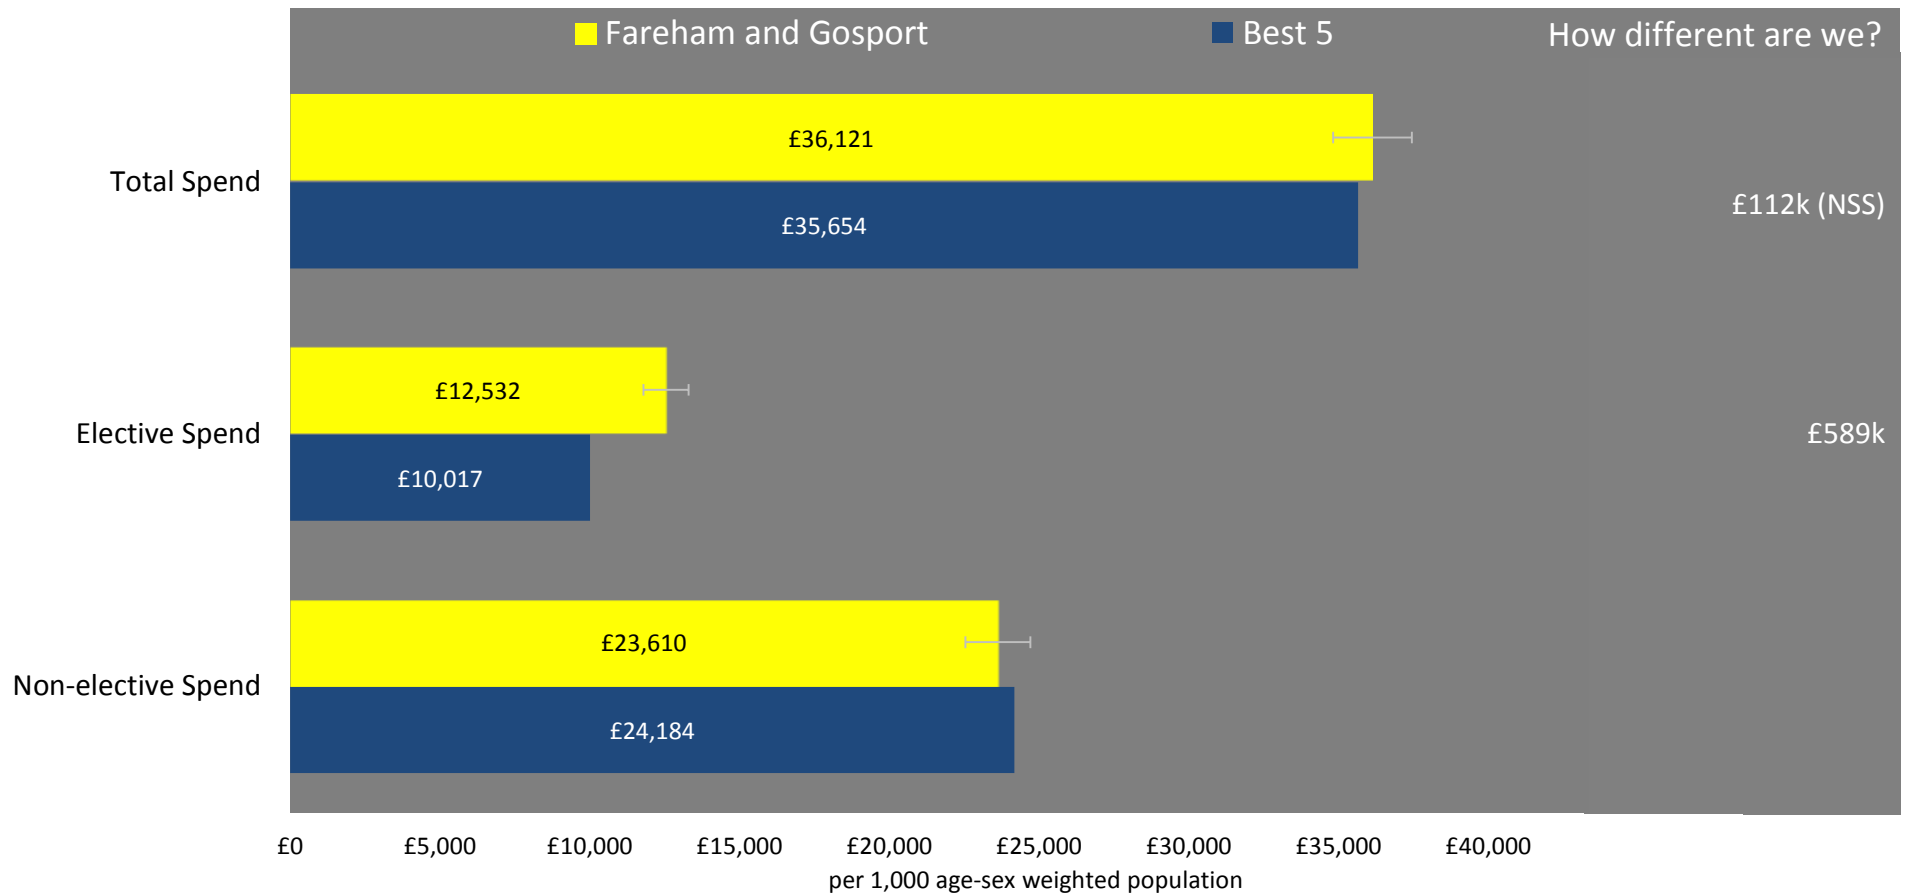 Fareham and Gosport
Best 5
How different are we?
Total Spend
£36,121
£35,654
£112k (NSS)
Elective Spend
£12,532
£10,017
£589k
Non-elective Spend
£23,610
£24,184
£0 £5,000 £10,000 £15,000 £20,000 £25,000 £30,000 £35,000 £40,000
per 1,000 age-sex weighted population